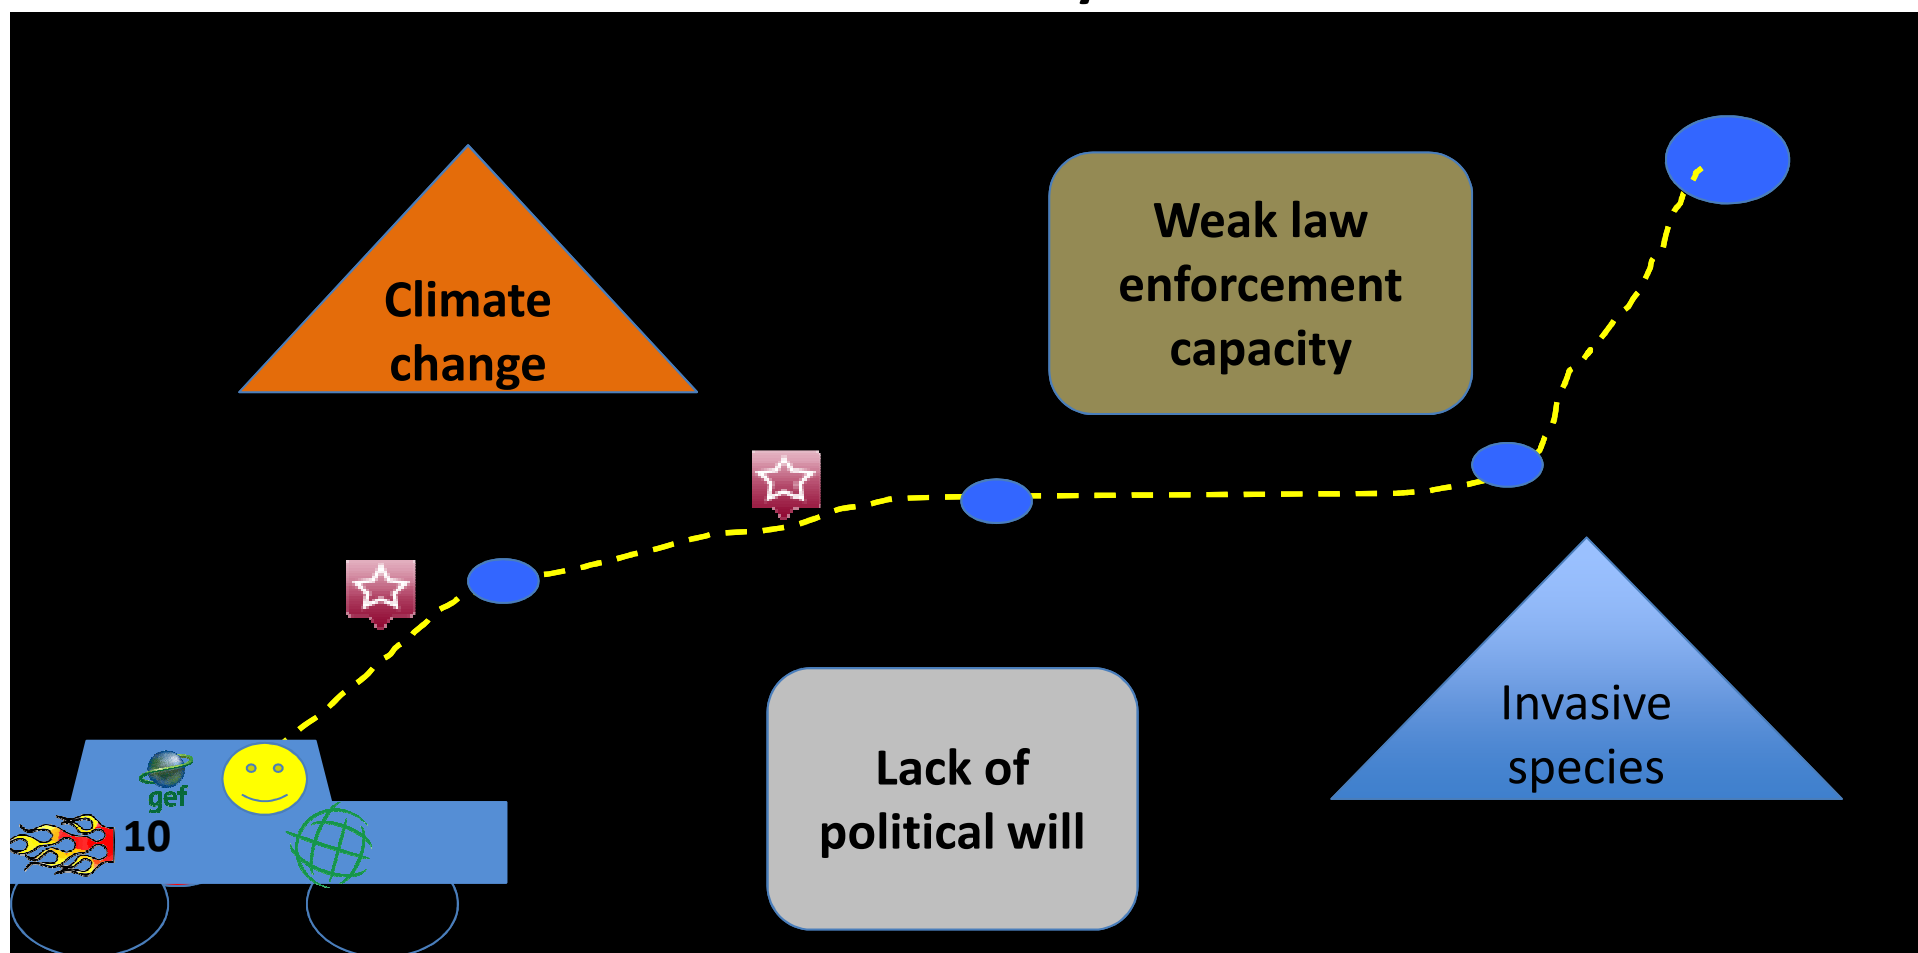 Climate
change
Weak law
enforcement
capacity
Invasive
species
Lack of
political will
gef
10